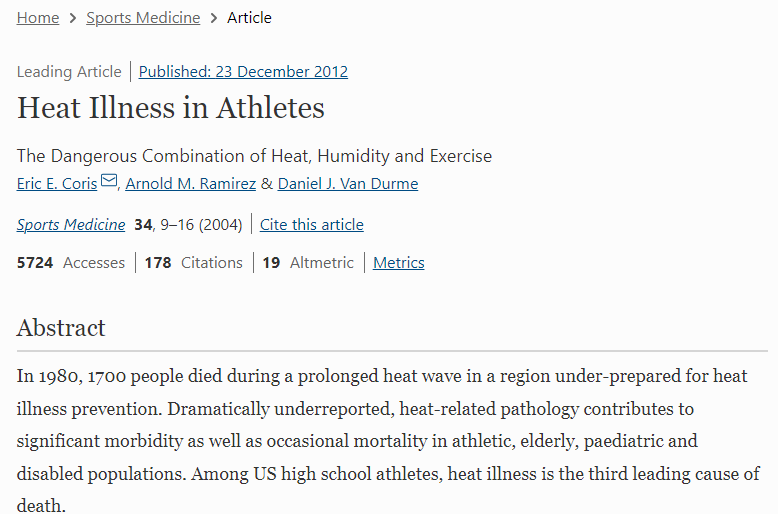 Home > Sports Medicine > Article
Leading Article | Published: 23 December 2012
Heat Illness in Athletes
The Dangerous Combination of Heat, Humidity and Exercise
Eric E. Coris, Arnold M. Ramirez & Daniel J. Van Durme
Sports Medicine 34, 9–16 (2004) | Cite this article
5724 Accesses | 178 Citations | 19 Altmetric | Metrics
Abstract
In 1980, 1700 people died during a prolonged heat wave in a region under-prepared for heat
illness prevention. Dramatically underreported, heat-related pathology contributes to
significant morbidity as well as occasional mortality in athletic, elderly, paediatric and
disabled populations. Among US high school athletes, heat illness is the third leading cause of
death.